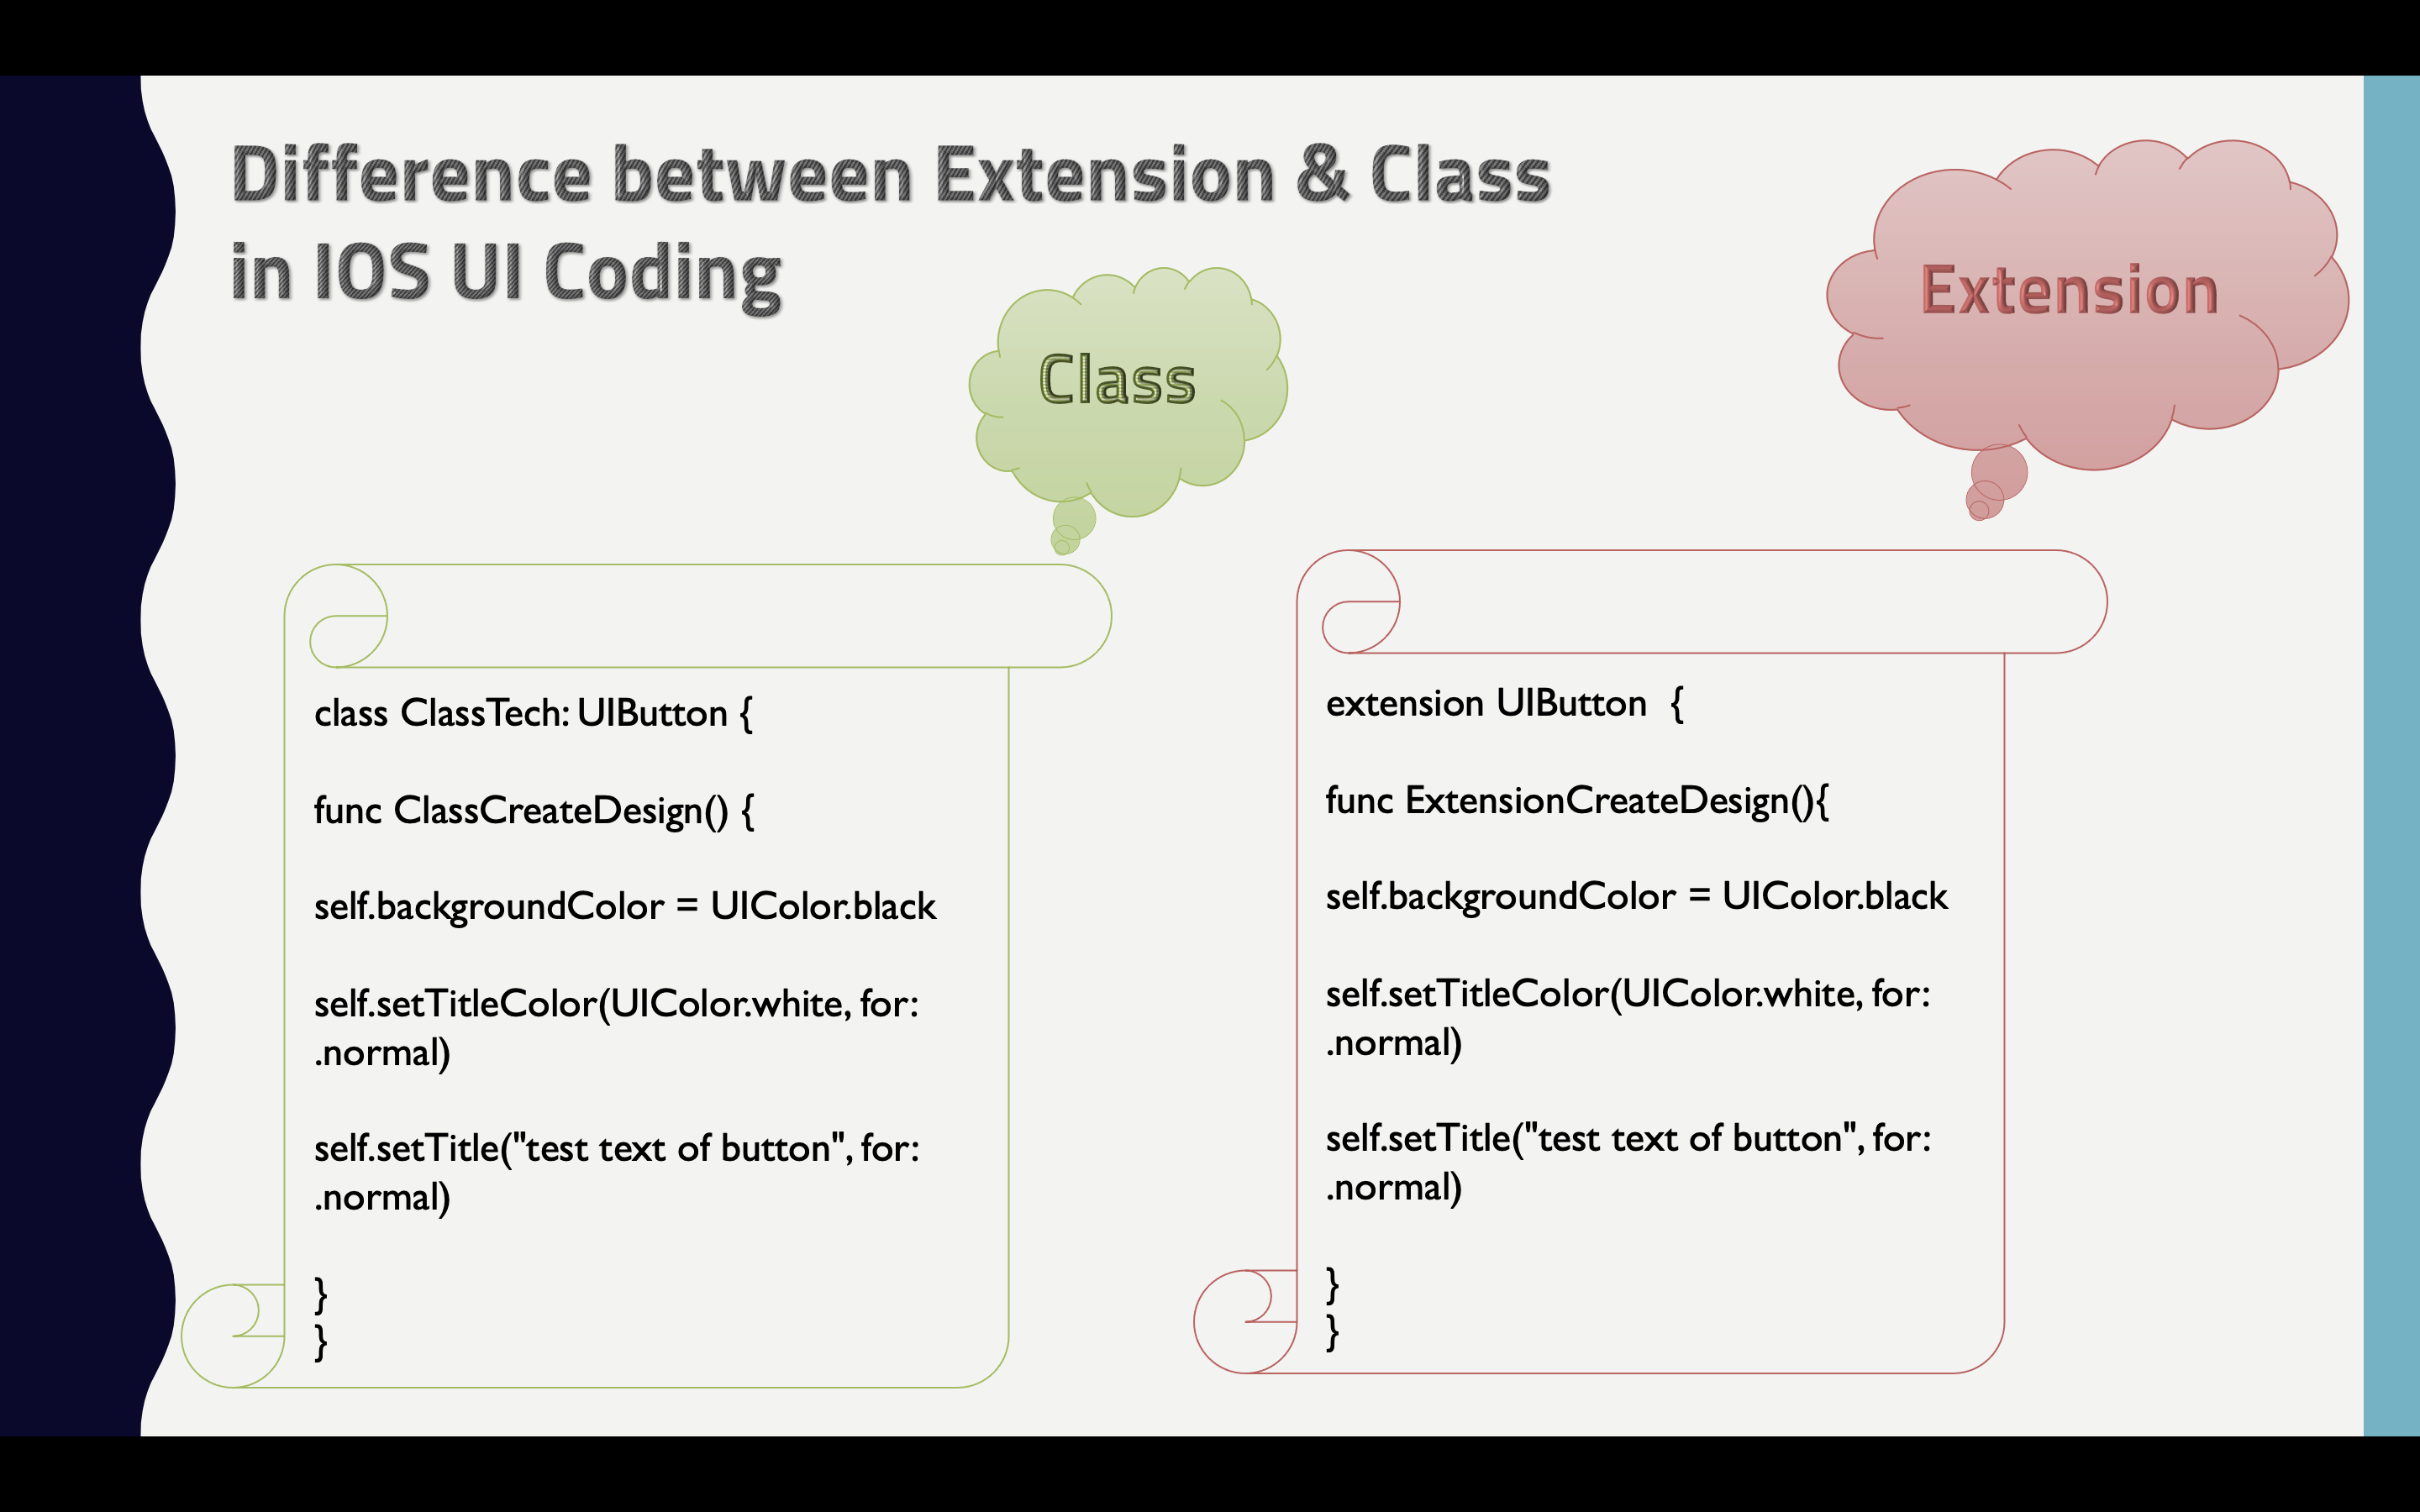 Difference between Extension & Class
in IOS UI Coding
Class
Extension
class ClassTech: UIButton {
func ClassCreateDesign() {
self.backgroundColor = UIColor.black
self.setTitleColor(UIColor.white, for:
.normal)
self.setTitle("test text of button", for:
.normal)
}
}
extension UIButton  {
func ExtensionCreateDesign(){
self.backgroundColor = UIColor.black
self.setTitleColor(UIColor.white, for:
.normal)
self.setTitle("test text of button", for:
.normal)
}
}